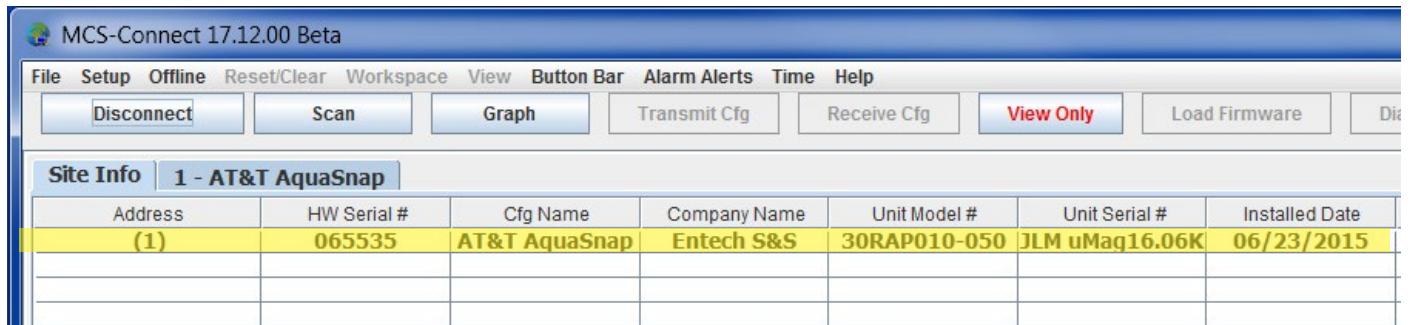 MCS-Connect 17.12.00 Beta
File Setup Offline Reset/Clear Workspace View Button Bar Alarm Alerts Time Help
Disconnect Scan Graph Transmit Cfg Receive Cfg View Only Load Firmware
Site Info 1 - AT&T AquaSnap
Address HW Serial # Cfg Name Company Name Unit Model # Unit Serial # Installed Date
(1) 065535 AT&T AquaSnap Entech S&S 30RAP010-050 JLM uMag16.06K 06/23/2015